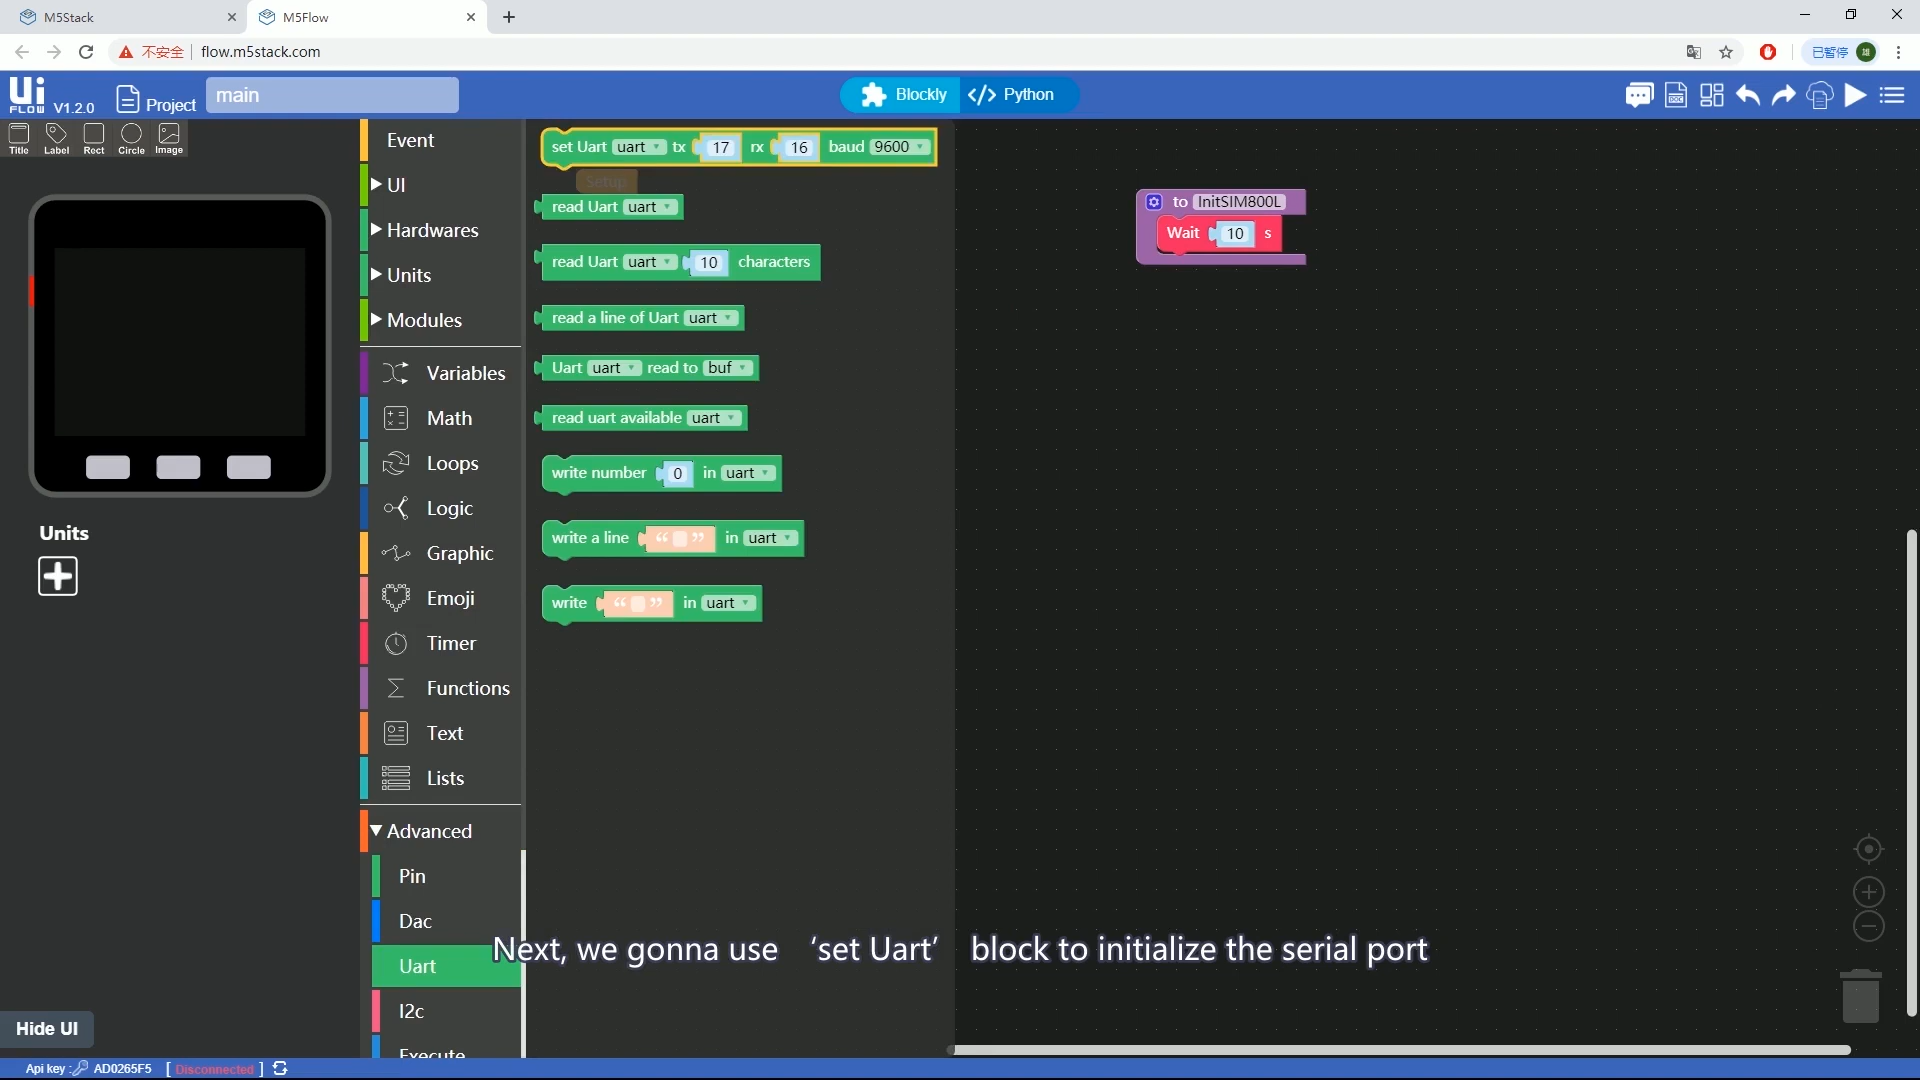 M5Stack
M5Flow
不安全
flow.m5stack.com
已暂停
雄
Ui
FLOW
V1.2.0
Project
main
Blockly
</> Python
DOC
Title
Label
Rect
Circle
Image
Units
Hide UI
Event
UI
Hardwares
Units
Modules
Variables
Math
Loops
Logic
Graphic
Emoji
Timer
Functions
Text
Lists
Advanced
Pin
Dac
Uart
I2c
Execute
set Uart uart tx 17 rx 16 baud 9600
Setup
read Uart uart
read Uart uart 10 characters
read a line of Uart uart
Uart uart read to buf
read uart available uart
write number 0 in uart
write a line “ ” in uart
write “ ” in uart
to InitSIM800L
Wait 10 s
Next, we gonna use ‘set Uart’ block to initialize the serial port
Api key : AD0265F5 [ Disconnected ]